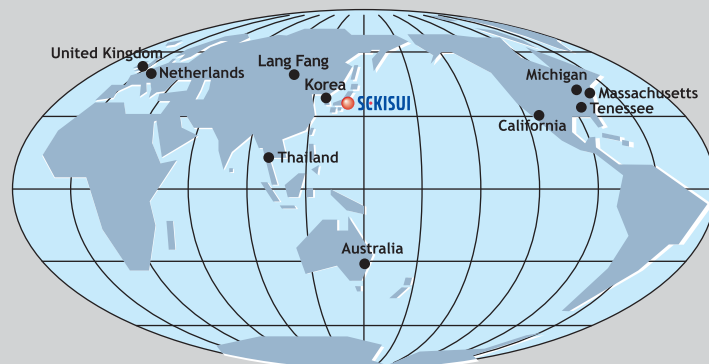 United Kingdom
Netherlands
Lang Fang
Korea
SEKISUI
Michigan
Massachusetts
Tenessee
California
Thailand
Australia